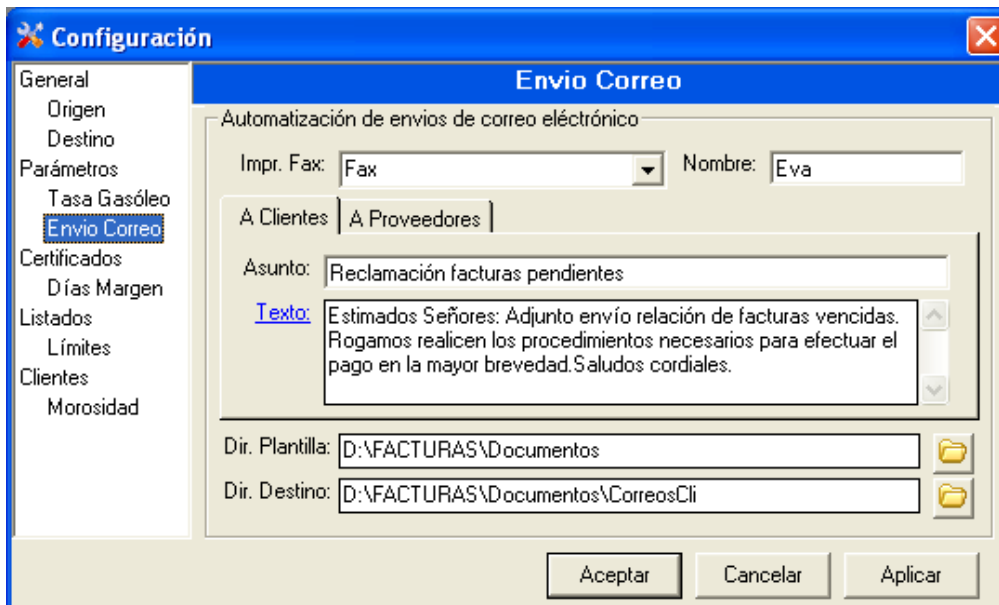 Configuración
General
Origen
Destino
Parámetros
Tasa Gasóleo
Envio Correo
Certificados
Días Margen
Listados
Límites
Clientes
Morosidad
Envio Correo
Automatización de envios de correo eléctrónico
Impr. Fax: Fax Nombre: Eva
A Clientes A Proveedores
Asunto: Reclamación facturas pendientes
Texto: Estimados Señores: Adjunto envío relación de facturas vencidas.
Rogamos realicen los procedimientos necesarios para efectuar el
pago en la mayor brevedad.Saludos cordiales.
Dir. Plantilla: D:\FACTURAS\Documentos
Dir. Destino: D:\FACTURAS\Documentos\CorreosCli
Aceptar Cancelar Aplicar